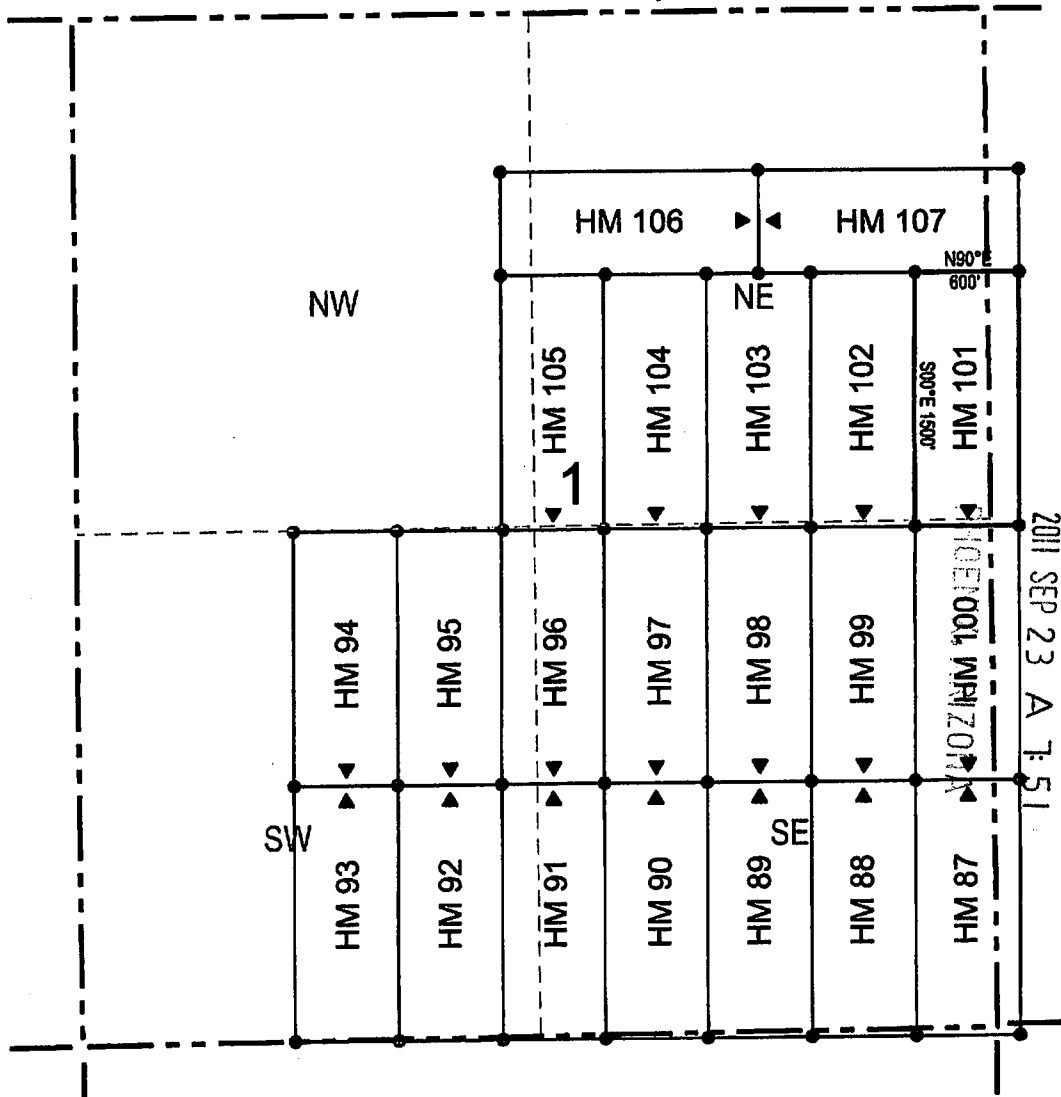 HM 106
HM 107
N90°E
600'
NW
NE
HM 105
HM 104
HM 103
HM 102
S00°E 1500'
HM 101
1
HM 94
HM 95
HM 96
HM 97
HM 98
HM 99
HM 100
PHOENIX, ARIZONA
2011 SEP 23 A 7:51
SW
SE
HM 93
HM 92
HM 91
HM 90
HM 89
HM 88
HM 87